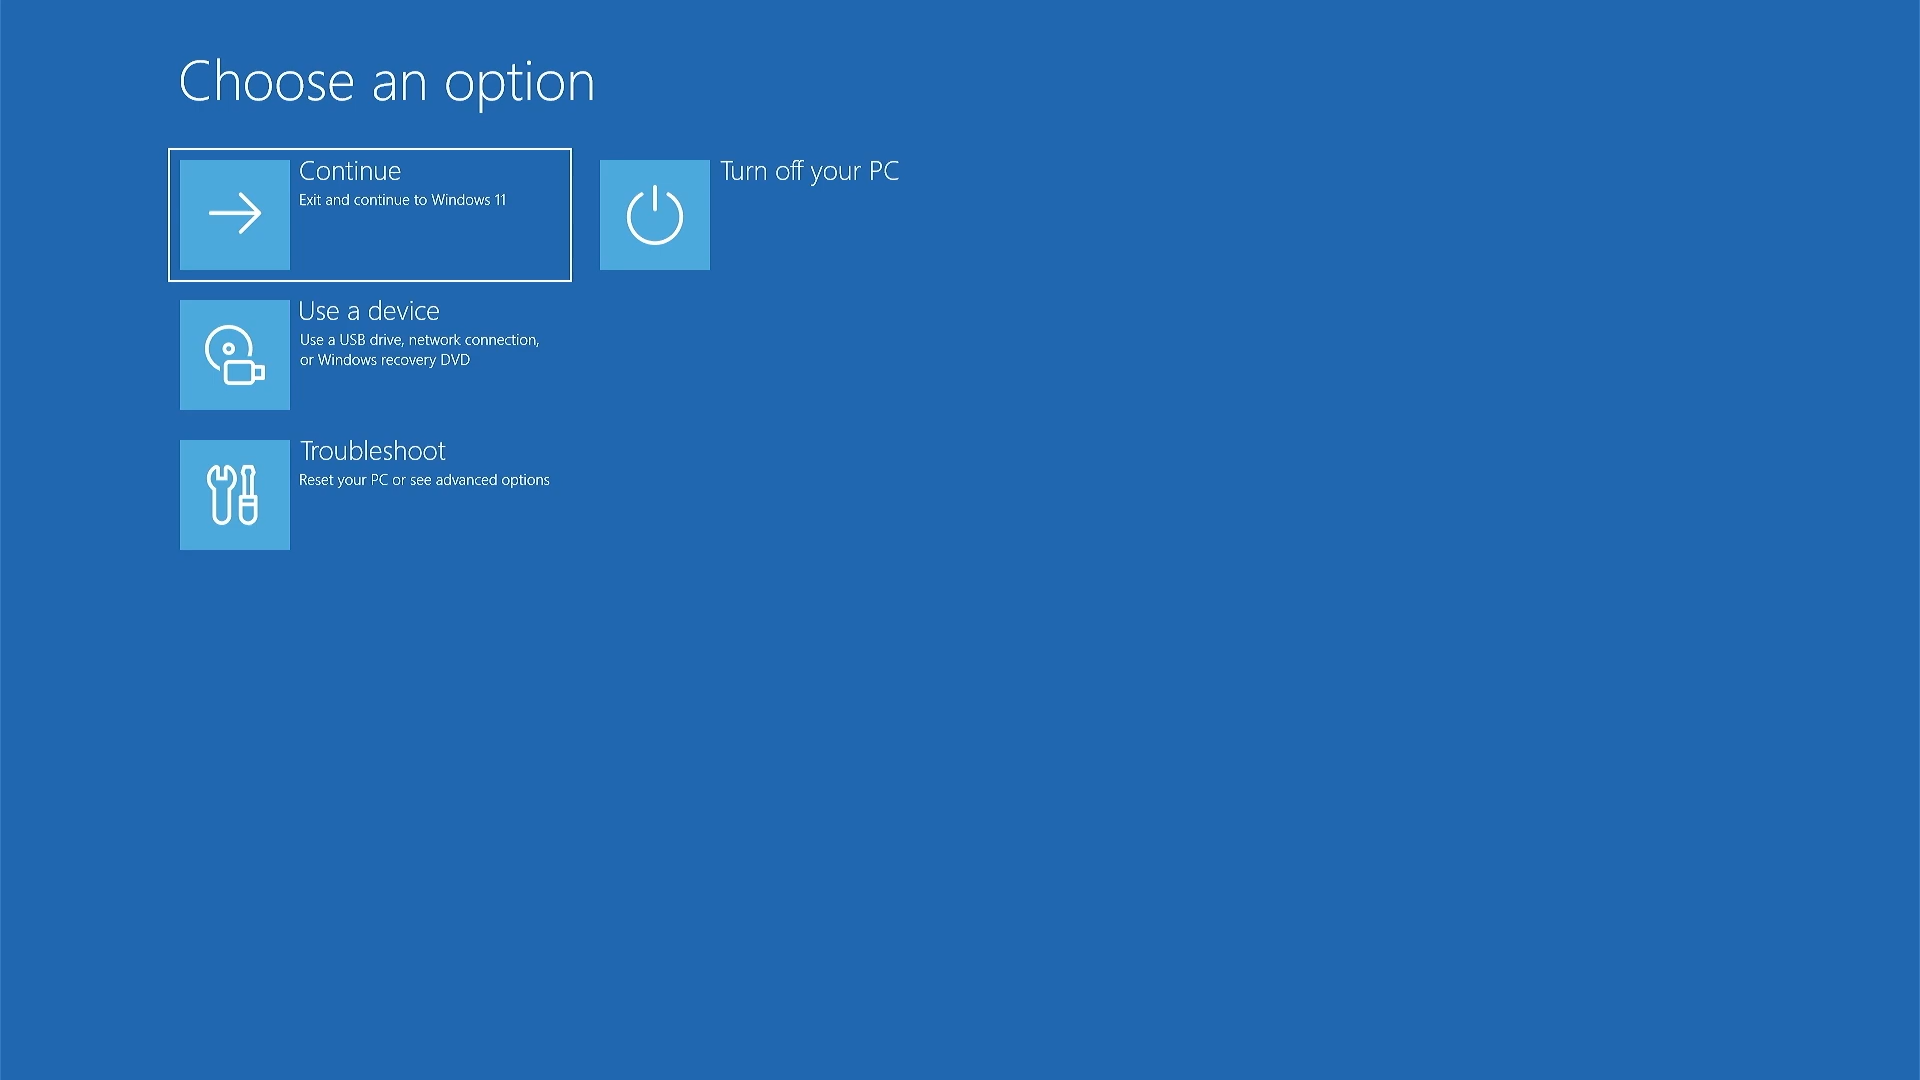 Choose an option
Continue
Exit and continue to Windows 11
Turn off your PC
Use a device
Use a USB drive, network connection,
or Windows recovery DVD
Troubleshoot
Reset your PC or see advanced options